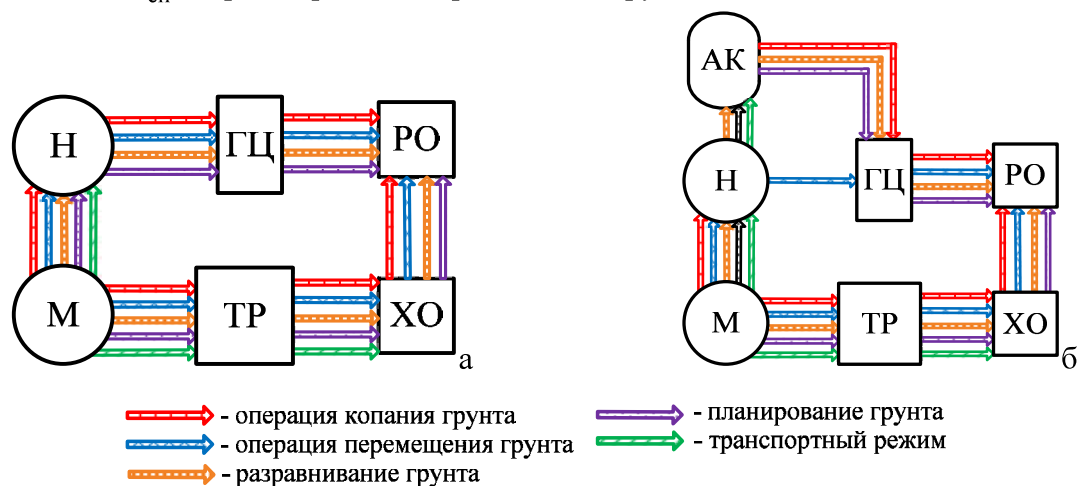 АК
Н
ГЦ
РО
Н
ГЦ
РО
М
ТР
ХО
М
ТР
ХО
а
б
- операция копания грунта
- планирование грунта
- операция перемещения грунта
- транспортный режим
- разравнивание грунта